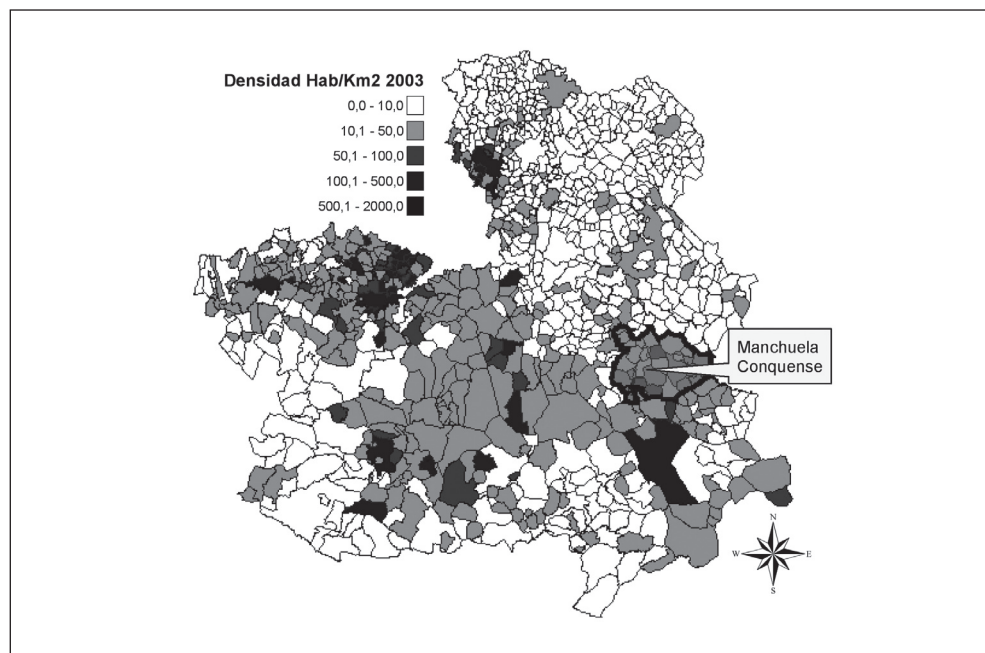 Densidad Hab/Km2 2003
0,0 - 10,0
10,1 - 50,0
50,1 - 100,0
100,1 - 500,0
500,1 - 2000,0
Manchuela
Conquense
N
W
E
S